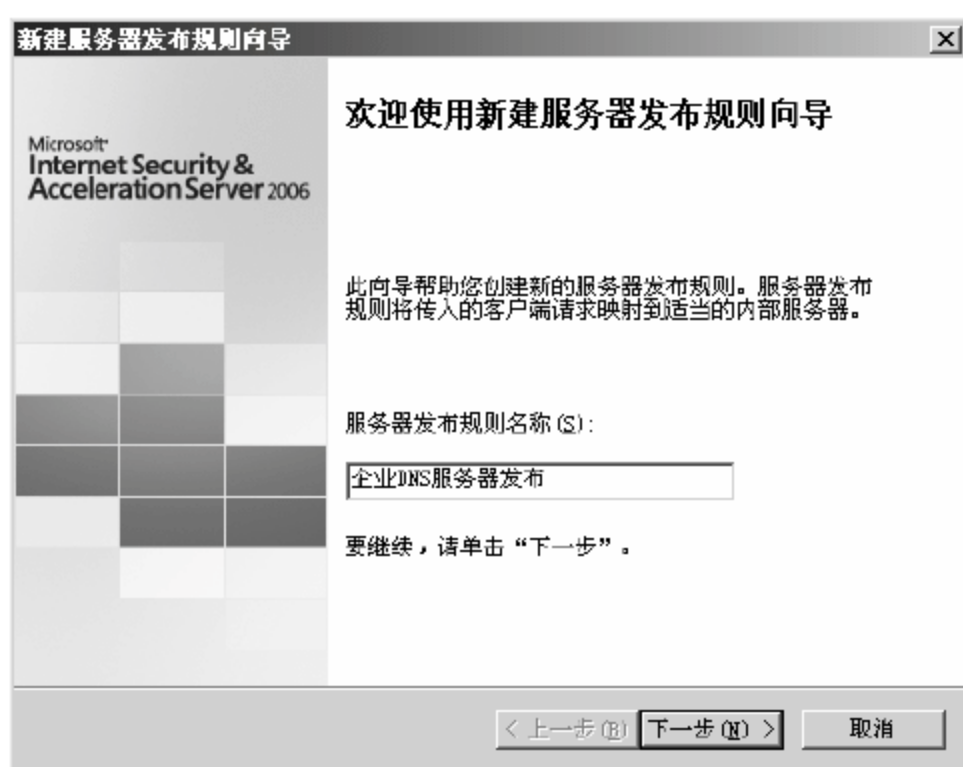 新建服务器发布规则向导
Microsoft
Internet Security &
Acceleration Server 2006
欢迎使用新建服务器发布规则向导
此向导帮助您创建新的服务器发布规则。服务器发布
规则将传入的客户端请求映射到适当的内部服务器。
服务器发布规则名称(S):
企业DNS服务器发布
要继续，请单击“下一步”。
< 上一步(B)
下一步(N) >
取消